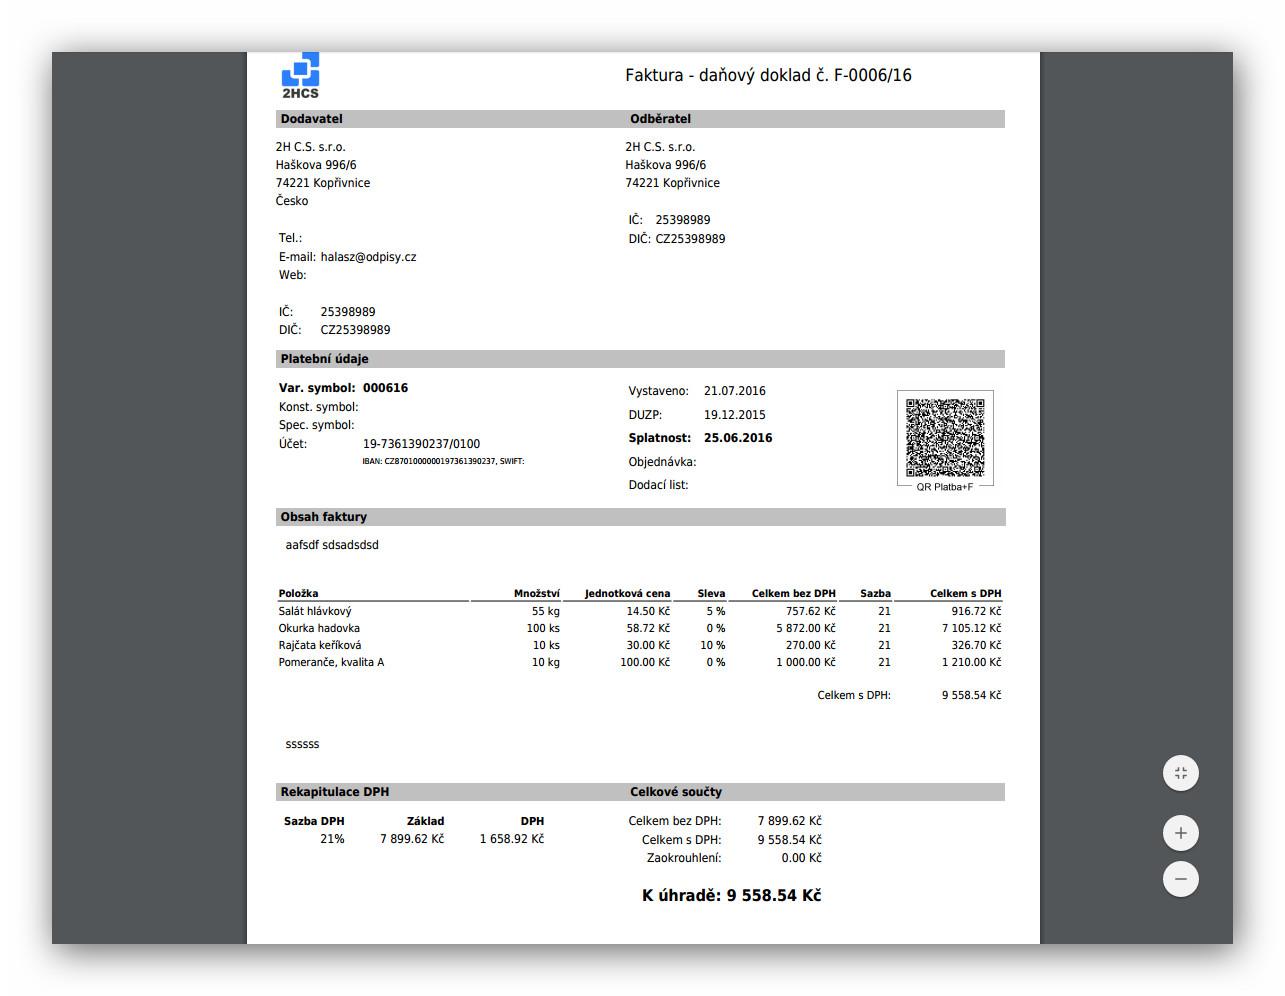 2HCS
Faktura - daňový doklad č. F-0006/16
Dodavatel
2H C.S. s.r.o.
Haškova 996/6
74221 Kopřivnice
Česko
Tel.:
E-mail: halasz@odpisy.cz
Web:
IČ: 25398989
DIČ: CZ25398989
Odběratel
2H C.S. s.r.o.
Haškova 996/6
74221 Kopřivnice
IČ: 25398989
DIČ: CZ25398989
Platební údaje
Var. symbol: 000616
Konst. symbol:
Spec. symbol:
Účet: 19-7361390237/0100
IBAN: CZ8701000000197361390237, SWIFT:
Vystaveno: 21.07.2016
DUZP: 19.12.2015
Splatnost: 25.06.2016
Objednávka:
Dodací list:
QR Platba+F
Obsah faktury
aafsdf sdsadsdsd
Položka Množství Jednotková cena Sleva Celkem bez DPH Sazba Celkem s DPH
Salát hlávkový 55 kg 14.50 Kč 5 % 757.62 Kč 21 916.72 Kč
Okurka hadovka 100 ks 58.72 Kč 0 % 5 872.00 Kč 21 7 105.12 Kč
Rajčata keříková 10 ks 30.00 Kč 10 % 270.00 Kč 21 326.70 Kč
Pomeranče, kvalita A 10 kg 100.00 Kč 0 % 1 000.00 Kč 21 1 210.00 Kč
Celkem s DPH: 9 558.54 Kč
ssssss
Rekapitulace DPH
Sazba DPH Základ DPH
21% 7 899.62 Kč 1 658.92 Kč
Celkové součty
Celkem bez DPH: 7 899.62 Kč
Celkem s DPH: 9 558.54 Kč
Zaokrouhlení: 0.00 Kč
K úhradě: 9 558.54 Kč